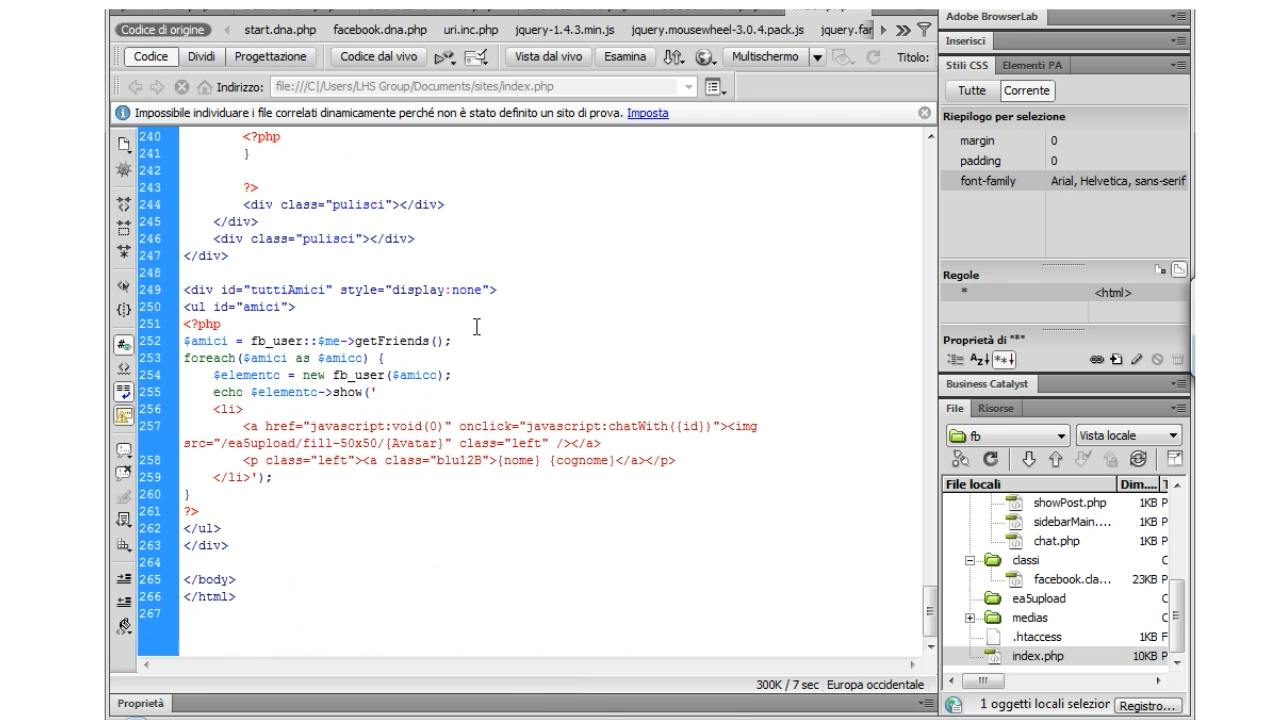 Codice di origine start.dna.php facebook.dna.php uri.inc.php jquery-1.4.3.min.js jquery.mousewheel-3.0.4.pack.js jquery.far
Codice Dividi Progettazione Codice dal vivo Vista dal vivo Esamina Multischermo Titolo:
Indirizzo: file:///C|/Users/LHS Group/Documents/sites/index.php
Impossibile individuare i file correlati dinamicamente perché non è stato definito un sito di prova. Imposta
240 <?php
241 }
242
243 ?>
244 <div class="pulisci"></div>
245 </div>
246 <div class="pulisci"></div>
247 </div>
248
249 <div id="tuttiAmici" style="display:none">
250 <ul id="amici">
251 <?php
252 $amici = fb_user::$me->getFriends();
253 foreach($amici as $amico) {
254 $elemento = new fb_user($amico);
255 echo $elemento->show('
256 <li>
257 <a href="javascript:void(0)" onclick="javascript:chatWith({id})"><img
src="/ea5upload/fill-50x50/{Avatar}" class="left" /></a>
258 <p class="left"><a class="blu12B">{nome} {cognome}</a></p>
259 </li>');
260 }
261 ?>
262 </ul>
263 </div>
264
265 </body>
266 </html>
267
300K / 7 sec Europa occidentale
Proprietà
Adobe BrowserLab
Inserisci
Stili CSS Elementi PA
Tutte Corrente
Riepilogo per selezione
margin 0
padding 0
font-family Arial, Helvetica, sans-serif
Regole
* <html>
Proprietà di "*"
Business Catalyst
File Risorse
fb Vista locale
File locali Dim....
showPost.php 1KB P
sidebarMain.... 1KB P
chat.php 1KB P
classi C
facebook.cla... 23KB P
ea5upload C
medias C
.htaccess 1KB F
index.php 10KB P
1 oggetti locali selezior Registro...